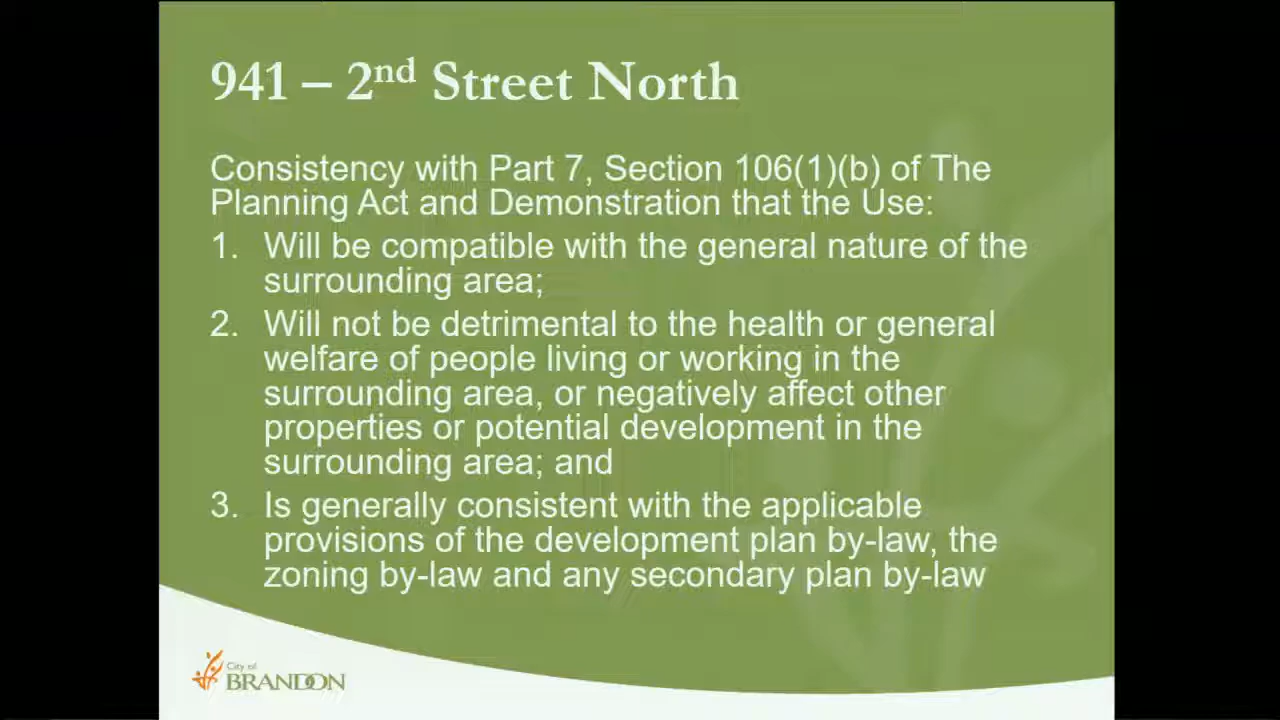 941 – 2nd Street North
Consistency with Part 7, Section 106(1)(b) of The
Planning Act and Demonstration that the Use:
1. Will be compatible with the general nature of the
surrounding area;
2. Will not be detrimental to the health or general
welfare of people living or working in the
surrounding area, or negatively affect other
properties or potential development in the
surrounding area; and
3. Is generally consistent with the applicable
provisions of the development plan by-law, the
zoning by-law and any secondary plan by-law
City of
BRANDON